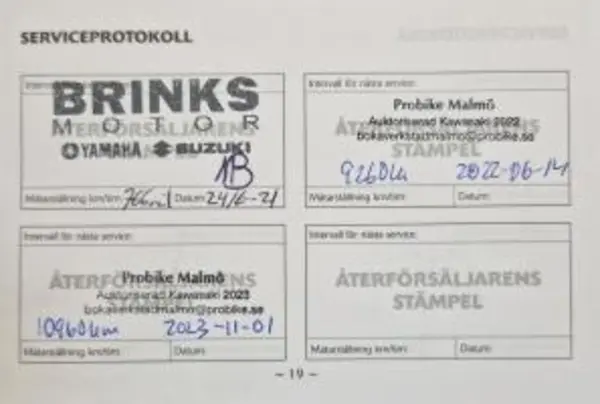 SERVICEPROTOKOLL
BRINKS
MOTOR
ÅTERFÖRSÄLJARENS
YAMAHA SUZUKI
STÄMPEL
Mätarställning km/tim: Datum: 24/6-21
Intervall för nästa service:
Probike Malmö
Auktoriserad Kawasaki 2022
ÅTERFÖRSÄLJARENS
bokaverkstadmalmo@probike.se
STÄMPEL
9260km 2022-06-14
Mätarställning km/tim: Datum:
Intervall för nästa service:
Probike Malmö
ÅTERFÖRSÄLJARENS
Auktoriserad Kawasaki 2023
STÄMPEL
bokaverkstadmalmo@probike.se
10960km 2023-11-01
Mätarställning km/tim: Datum:
Intervall för nästa service:
ÅTERFÖRSÄLJARENS
STÄMPEL
Mätarställning km/tim: Datum:
– 19 –